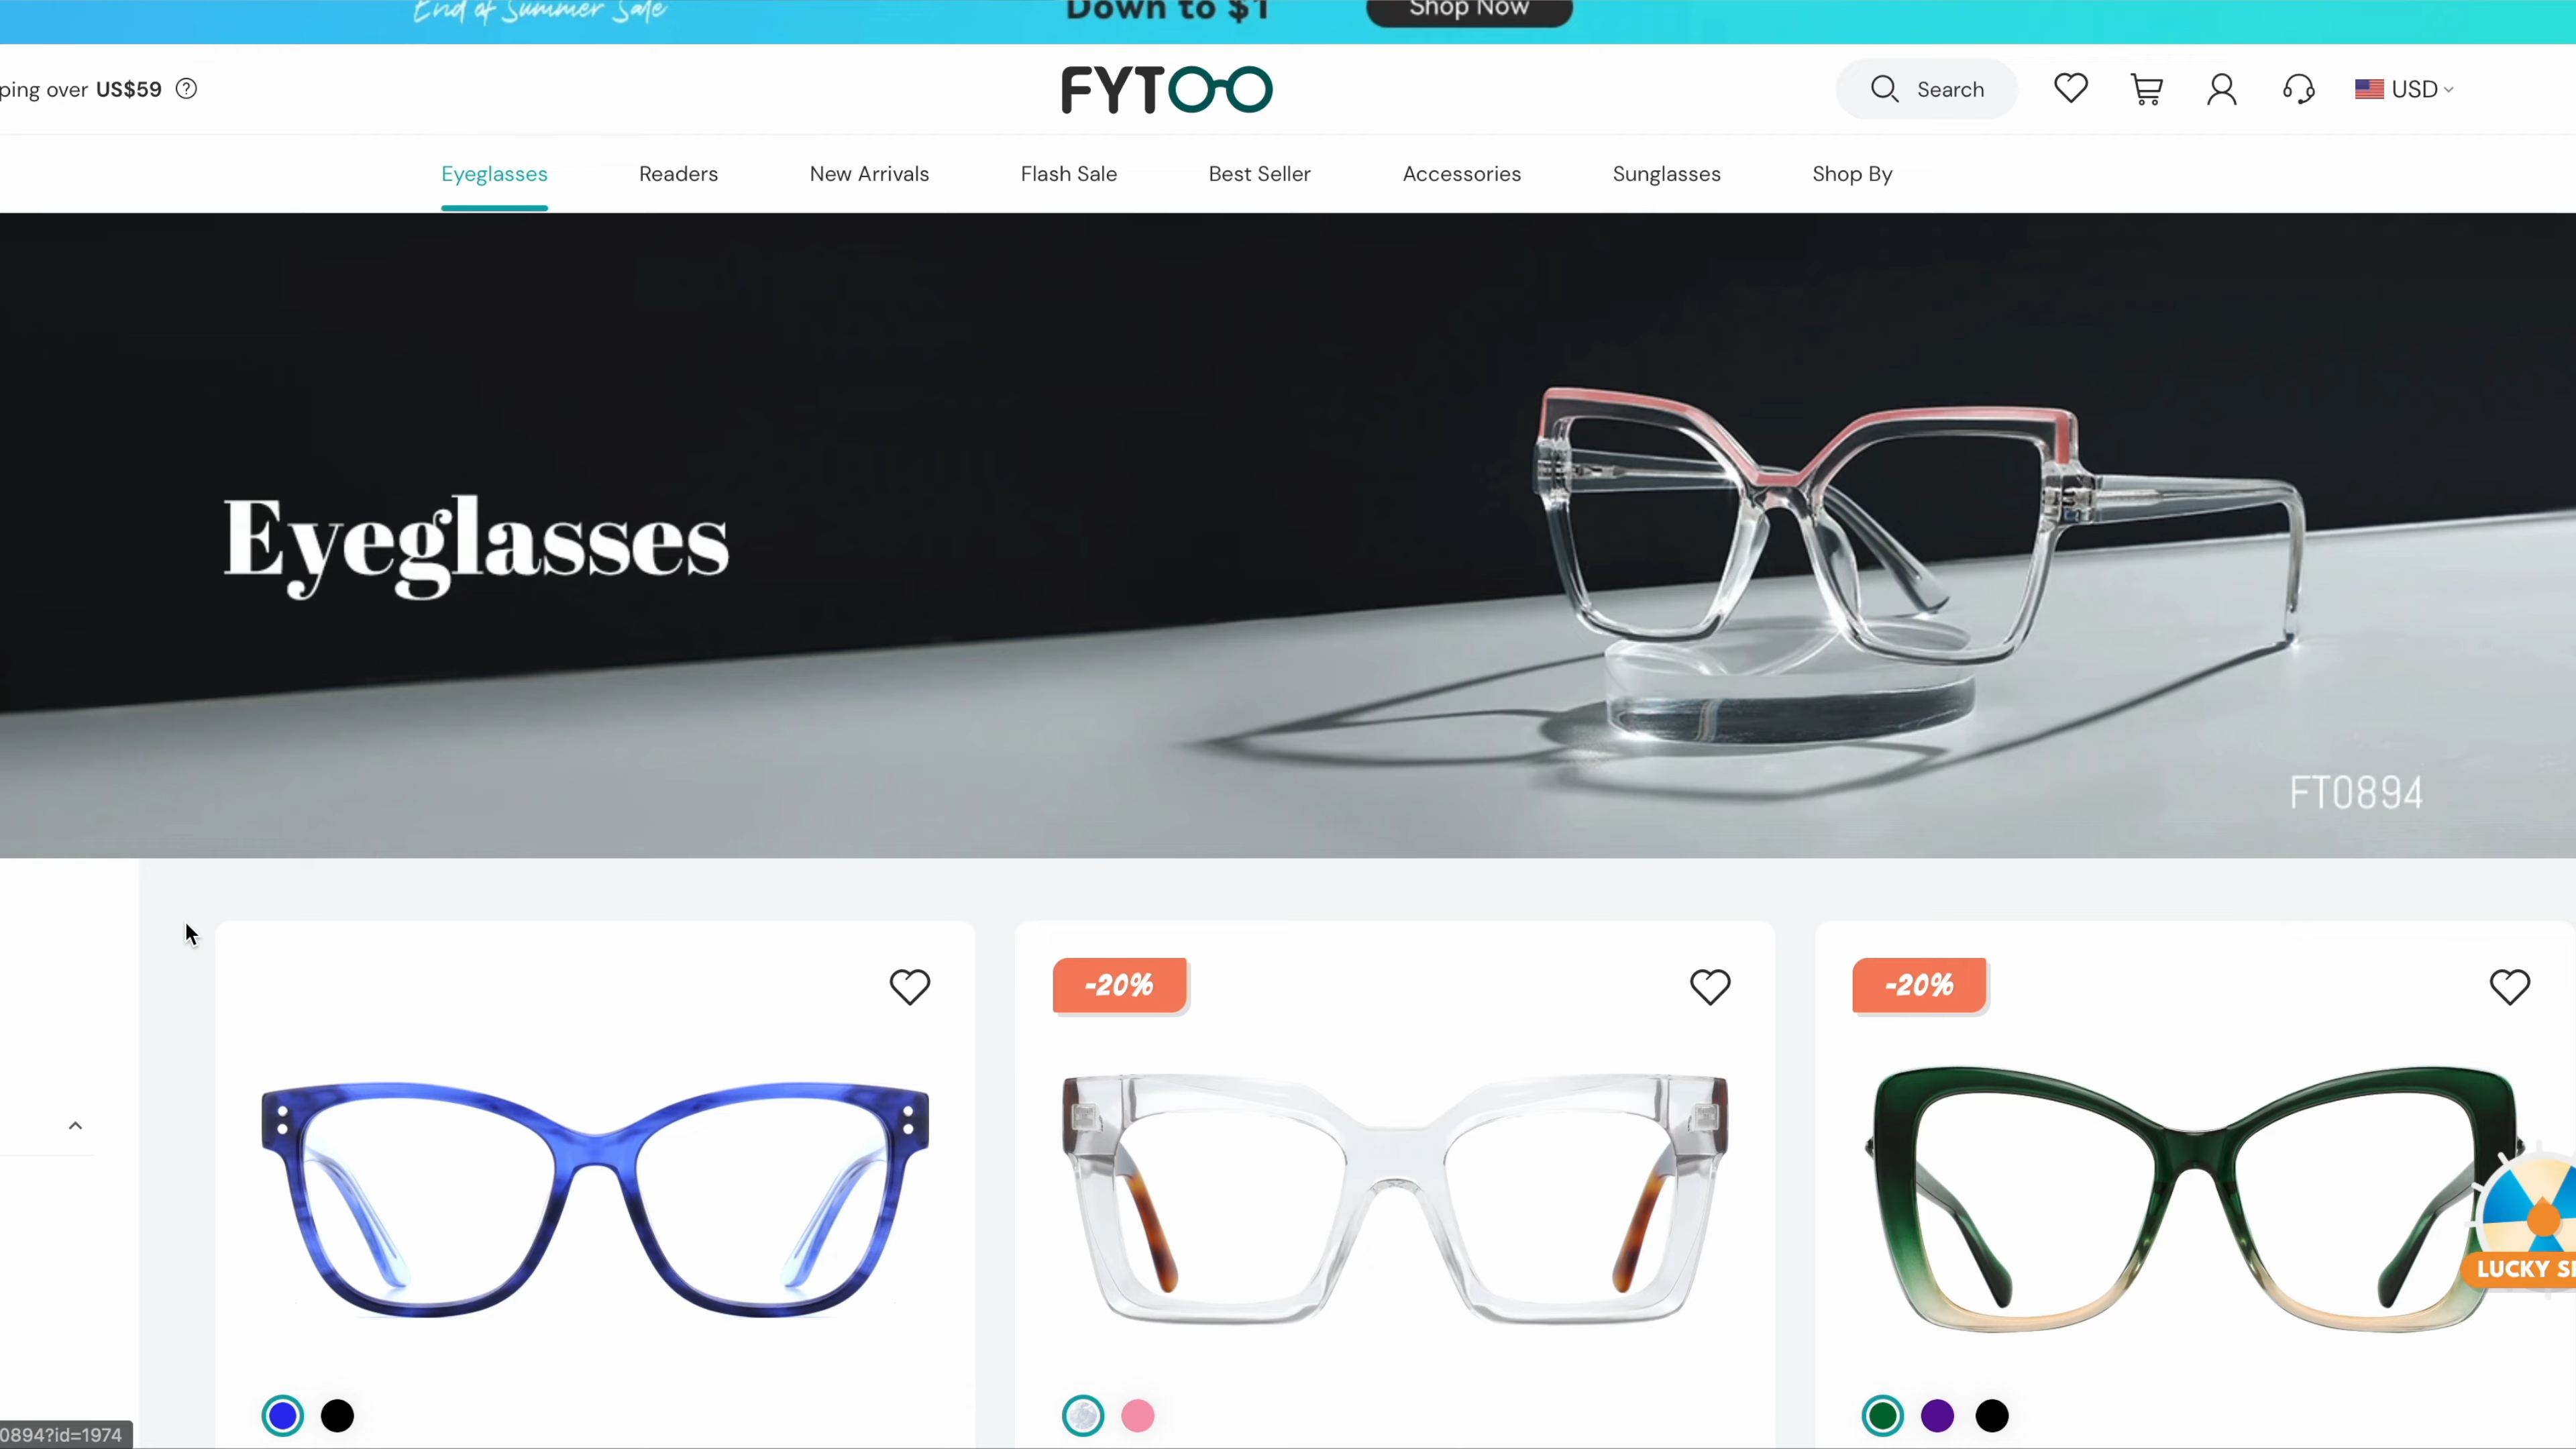 End of Summer Sale
Down to $1
Shop Now
ping over US$59 ?
FYTOO
Search
USD
Eyeglasses
Readers
New Arrivals
Flash Sale
Best Seller
Accessories
Sunglasses
Shop By
Eyeglasses
FT0894
-20%
-20%
LUCKY
0894?id=1974